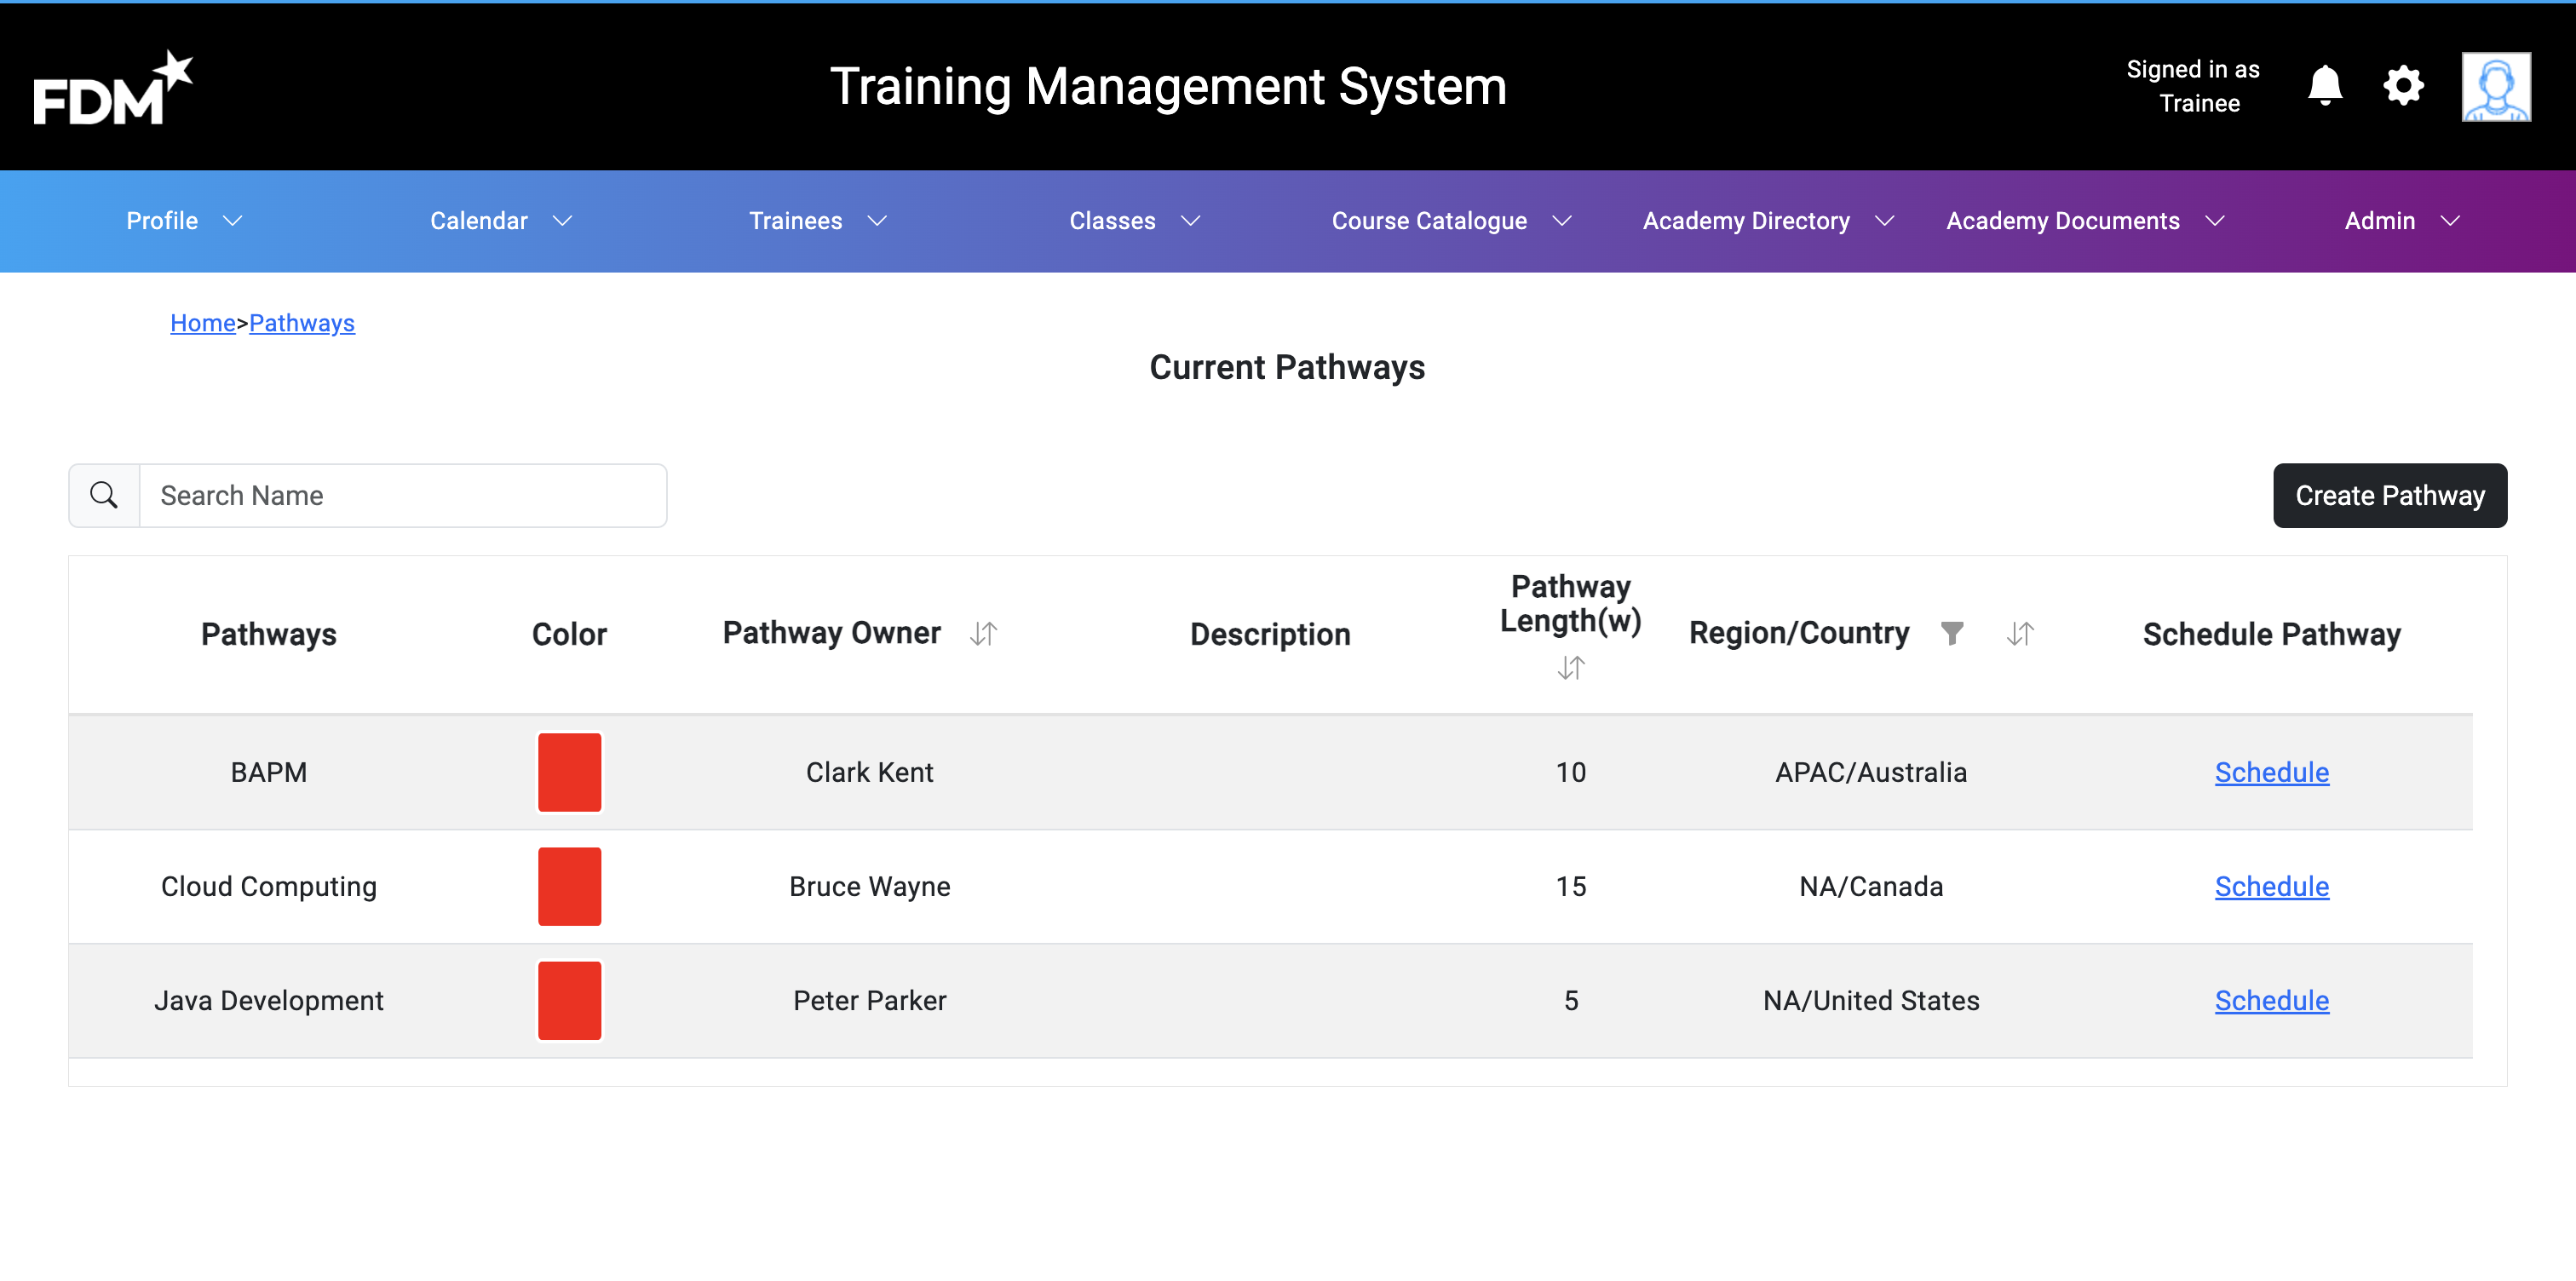 FDM
Training Management System
Signed in as
Trainee
Profile
Calendar
Trainees
Classes
Course Catalogue
Academy Directory
Academy Documents
Admin
Home>Pathways
Current Pathways
Search Name
Create Pathway
Pathways
Color
Pathway Owner
Description
Pathway
Length(w)
Region/Country
Schedule Pathway
BAPM
Clark Kent
10
APAC/Australia
Schedule
Cloud Computing
Bruce Wayne
15
NA/Canada
Schedule
Java Development
Peter Parker
5
NA/United States
Schedule